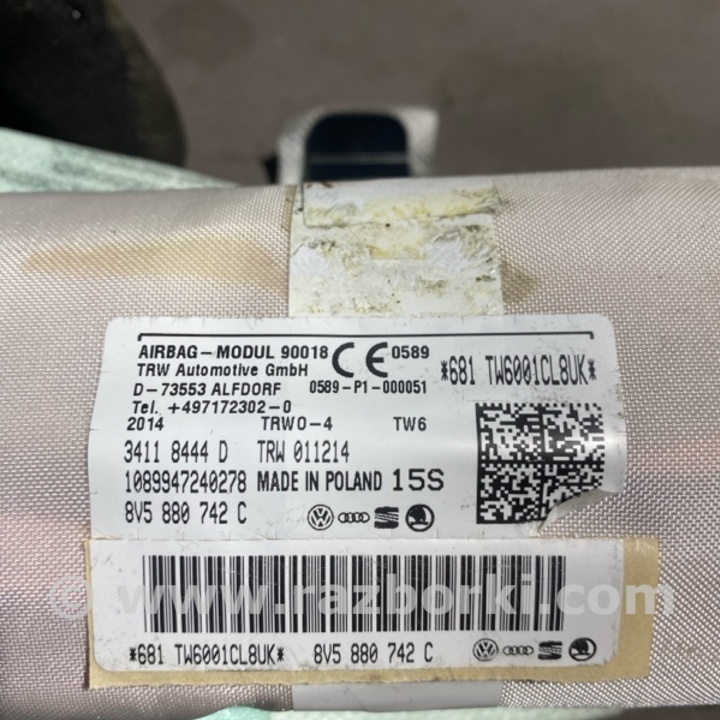 AIRBAG-MODUL 90018 CE 0589
TRW Automotive GmbH
D-73553 ALFDORF 0589-P1-000051
Tel. +497172302-0
2014 TRWO-4 TW6
3411 8444 D TRW 011214
1089947240278 MADE IN POLAND 15S
8V5 880 742 C
*681 TW6001CL8UK*
*681 TW6001CL8UK* 8V5 880 742 C
© www.razborki.com